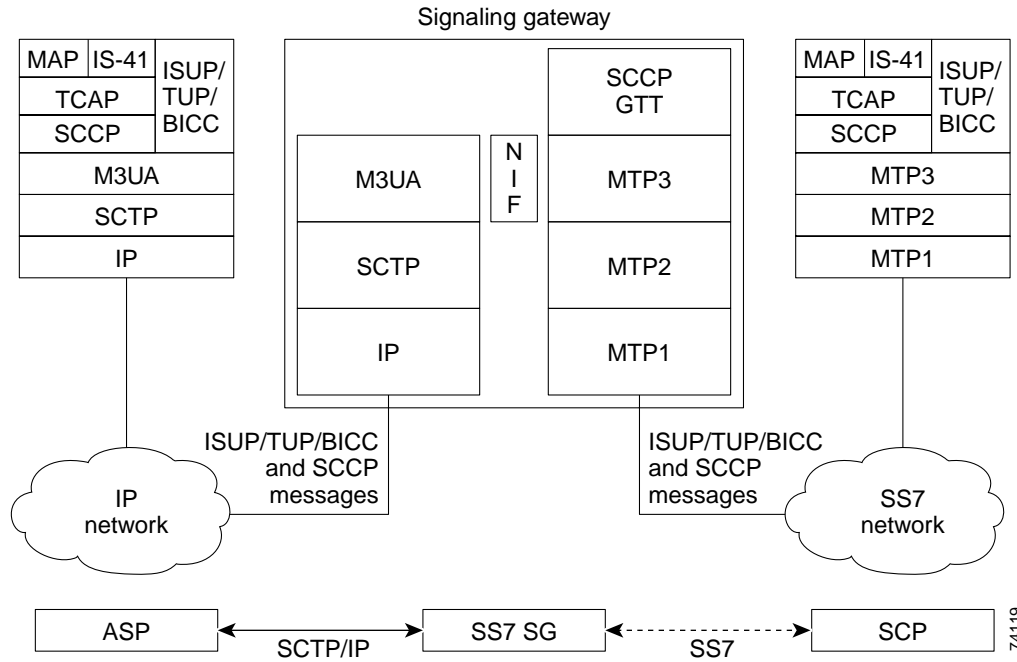 Signaling gateway
MAP IS-41
ISUP/
TUP/
BICC
TCAP
SCCP
M3UA
SCTP
IP
M3UA
SCTP
IP
N
I
F
SCCP
GTT
MTP3
MTP2
MTP1
MAP IS-41
ISUP/
TUP/
BICC
TCAP
SCCP
MTP3
MTP2
MTP1
ISUP/TUP/BICC
and SCCP
messages
ISUP/TUP/BICC
and SCCP
messages
IP
network
SS7
network
ASP
SCTP/IP
SS7 SG
SS7
SCP
74119